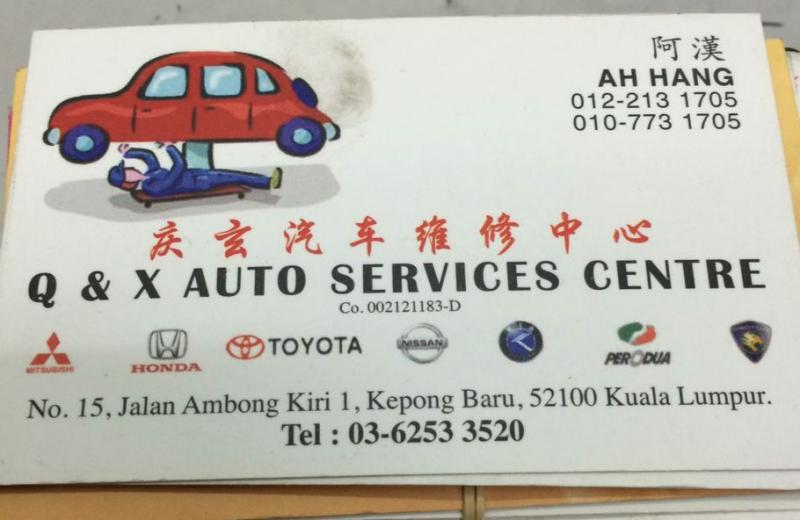 阿漢
AH HANG
012-213 1705
010-773 1705
庆玄汽车维修中心
Q & X AUTO SERVICES CENTRE
Co. 002121183-D
MITSUBISHI HONDA TOYOTA NISSAN PERODUA
No. 15, Jalan Ambong Kiri 1, Kepong Baru, 52100 Kuala Lumpur.
Tel : 03-6253 3520